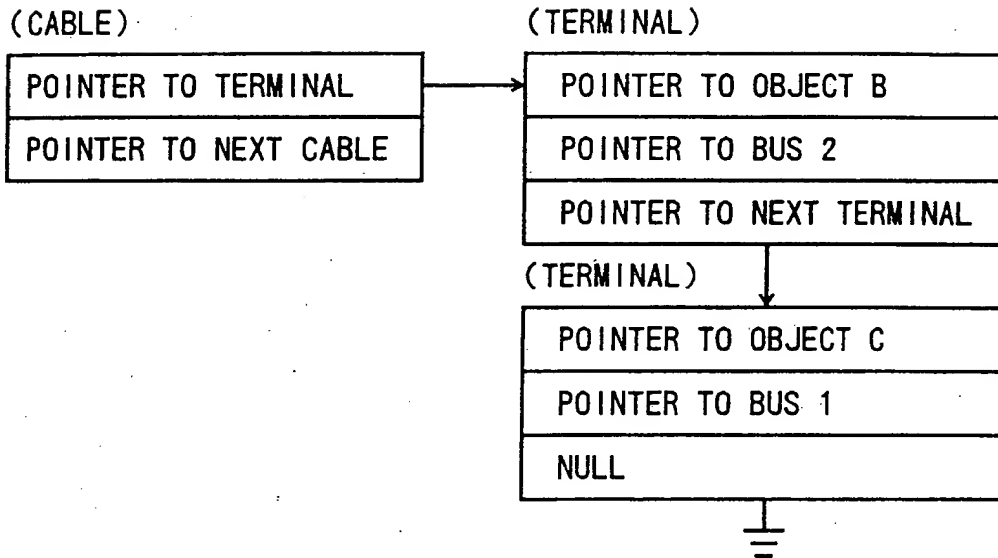 (CABLE)
POINTER TO TERMINAL
POINTER TO NEXT CABLE
(TERMINAL)
POINTER TO OBJECT B
POINTER TO BUS 2
POINTER TO NEXT TERMINAL
(TERMINAL)
POINTER TO OBJECT C
POINTER TO BUS 1
NULL